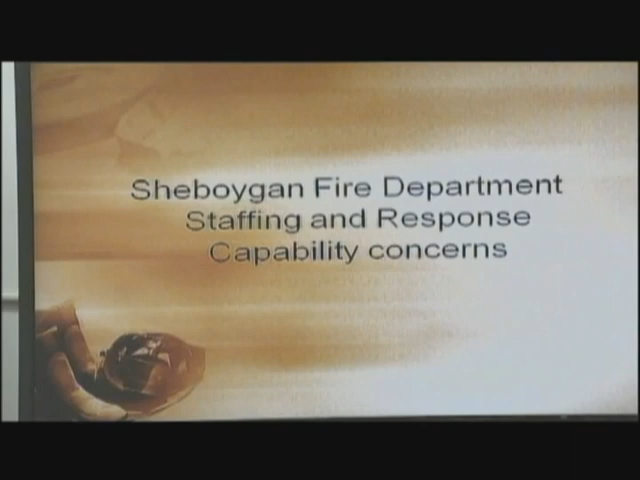 Sheboygan Fire Department
Staffing and Response
Capability concerns